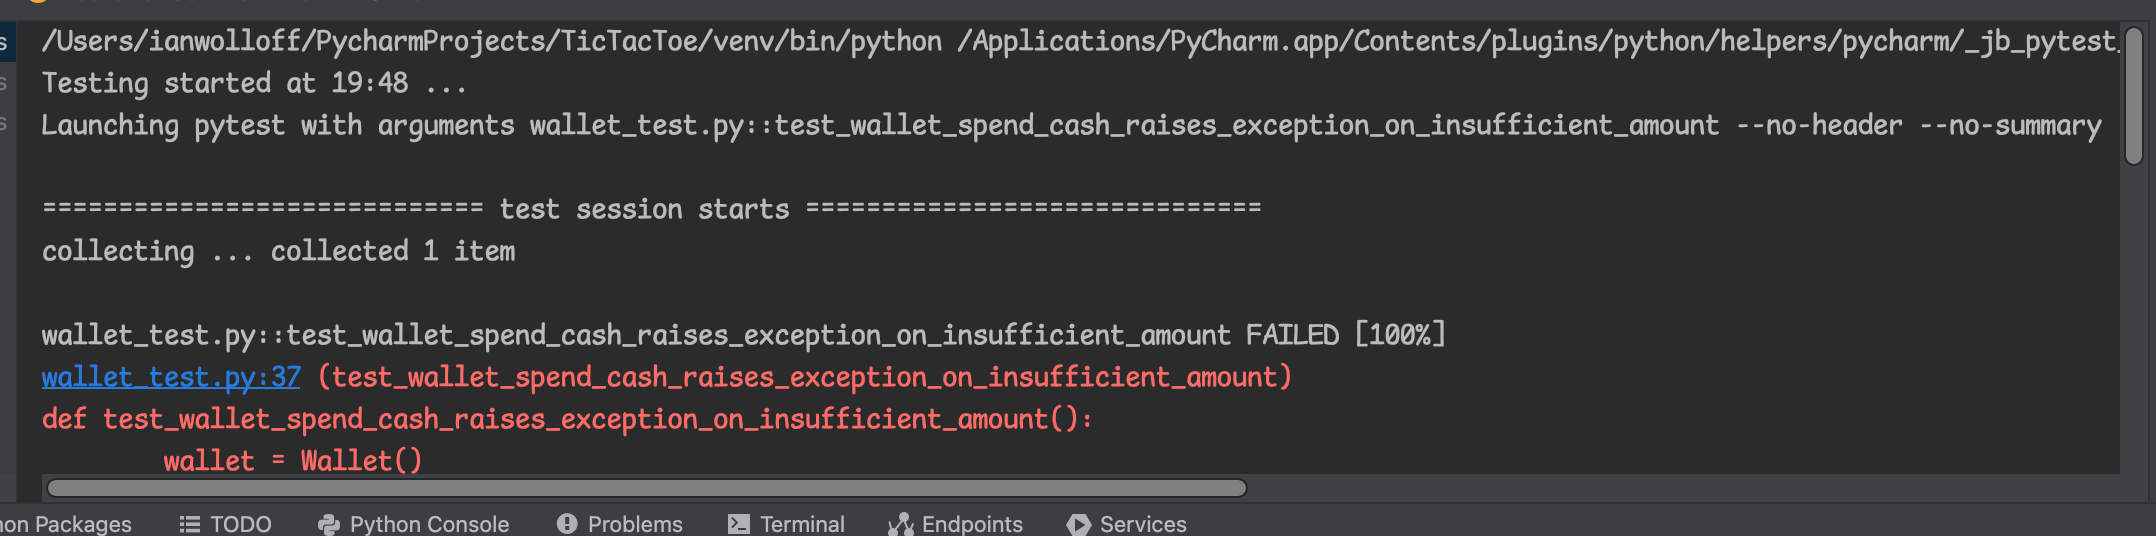 /Users/ianwolloff/PycharmProjects/TicTacToe/venv/bin/python /Applications/PyCharm.app/Contents/plugins/python/helpers/pycharm/_jb_pytest_
Testing started at 19:48 ...
Launching pytest with arguments wallet_test.py::test_wallet_spend_cash_raises_exception_on_insufficient_amount --no-header --no-summary
============================= test session starts ==============================
collecting ... collected 1 item
wallet_test.py::test_wallet_spend_cash_raises_exception_on_insufficient_amount FAILED [100%]
wallet_test.py:37 (test_wallet_spend_cash_raises_exception_on_insufficient_amount)
def test_wallet_spend_cash_raises_exception_on_insufficient_amount():
wallet = Wallet()
Packages TODO Python Console Problems Terminal Endpoints Services